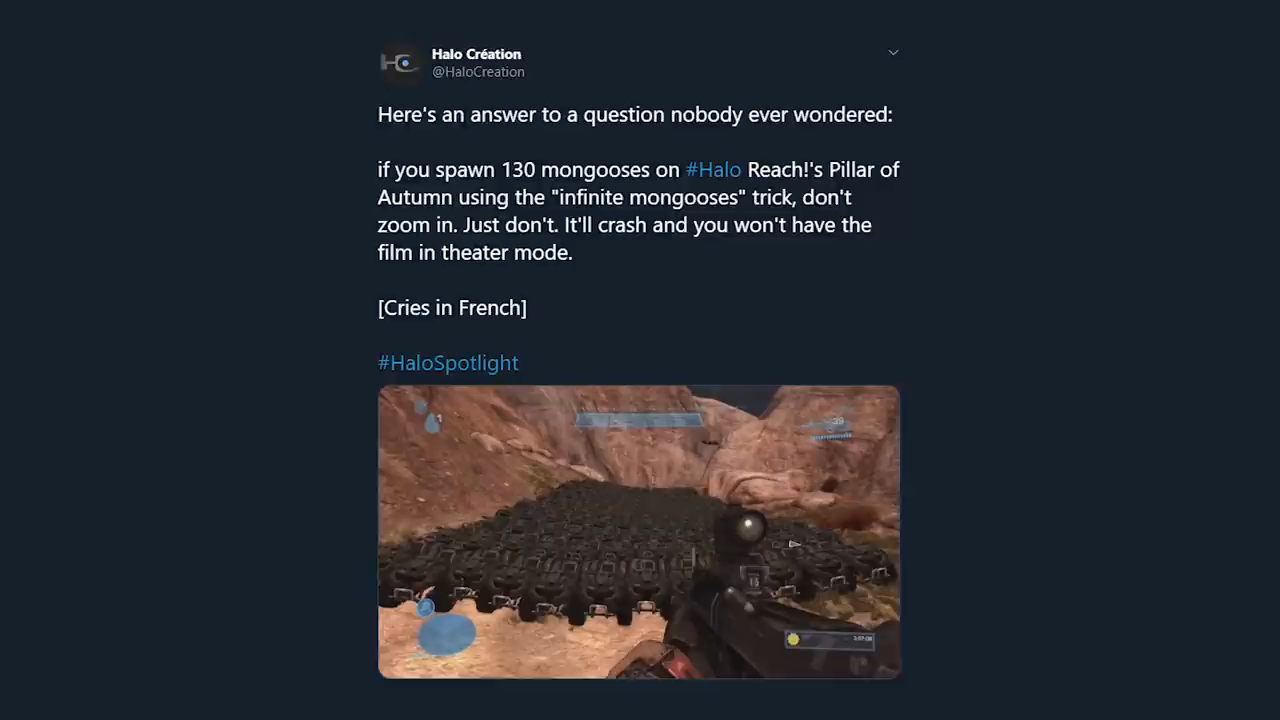 Halo Création
@HaloCreation
Here's an answer to a question nobody ever wondered:
if you spawn 130 mongooses on #Halo Reach!'s Pillar of
Autumn using the "infinite mongooses" trick, don't
zoom in. Just don't. It'll crash and you won't have the
film in theater mode.
[Cries in French]
#HaloSpotlight